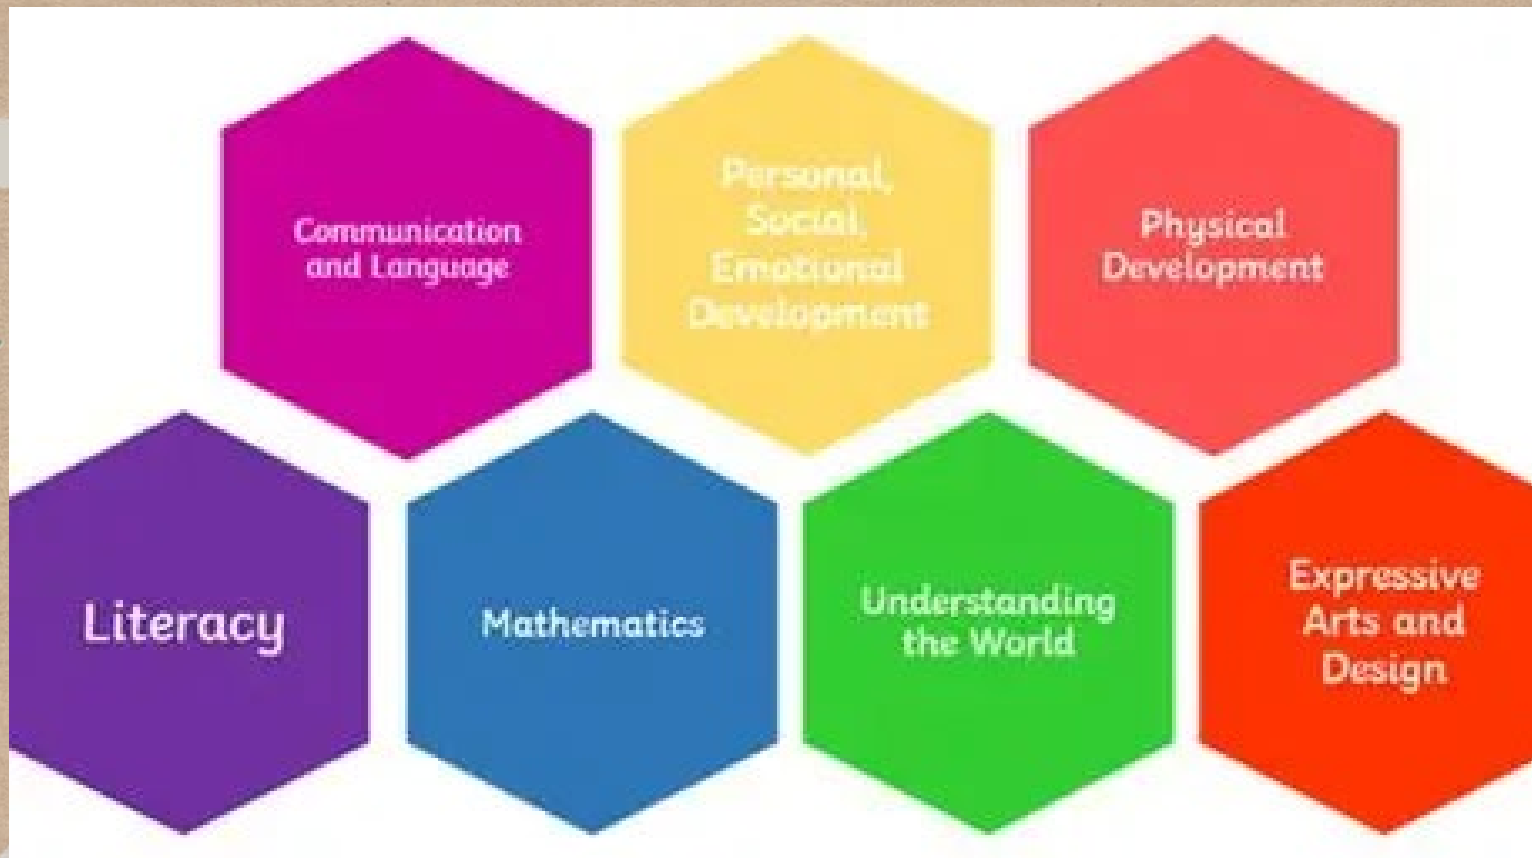 Communication
and Language
Personal,
Social,
Emotional
Development
Physical
Development
Literacy
Mathematics
Understanding
the World
Expressive
Arts and
Design